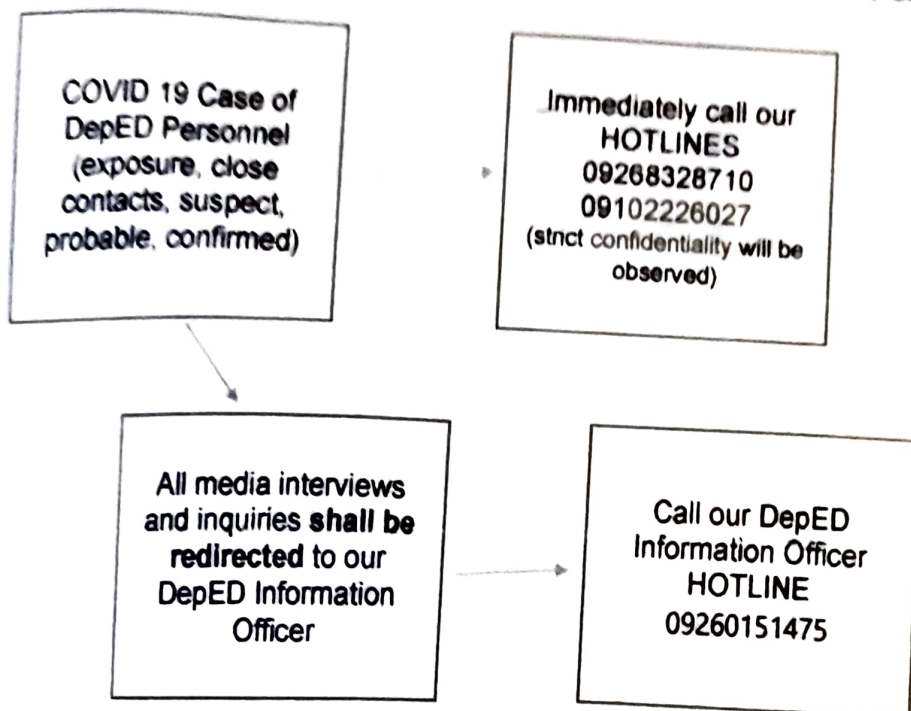 COVID 19 Case of
DepED Personnel
(exposure, close
contacts, suspect,
probable, confirmed)
Immediately call our
HOTLINES
09268328710
09102226027
(strict confidentiality will be
observed)
All media interviews
and inquiries shall be
redirected to our
DepED Information
Officer
Call our DepED
Information Officer
HOTLINE
09260151475